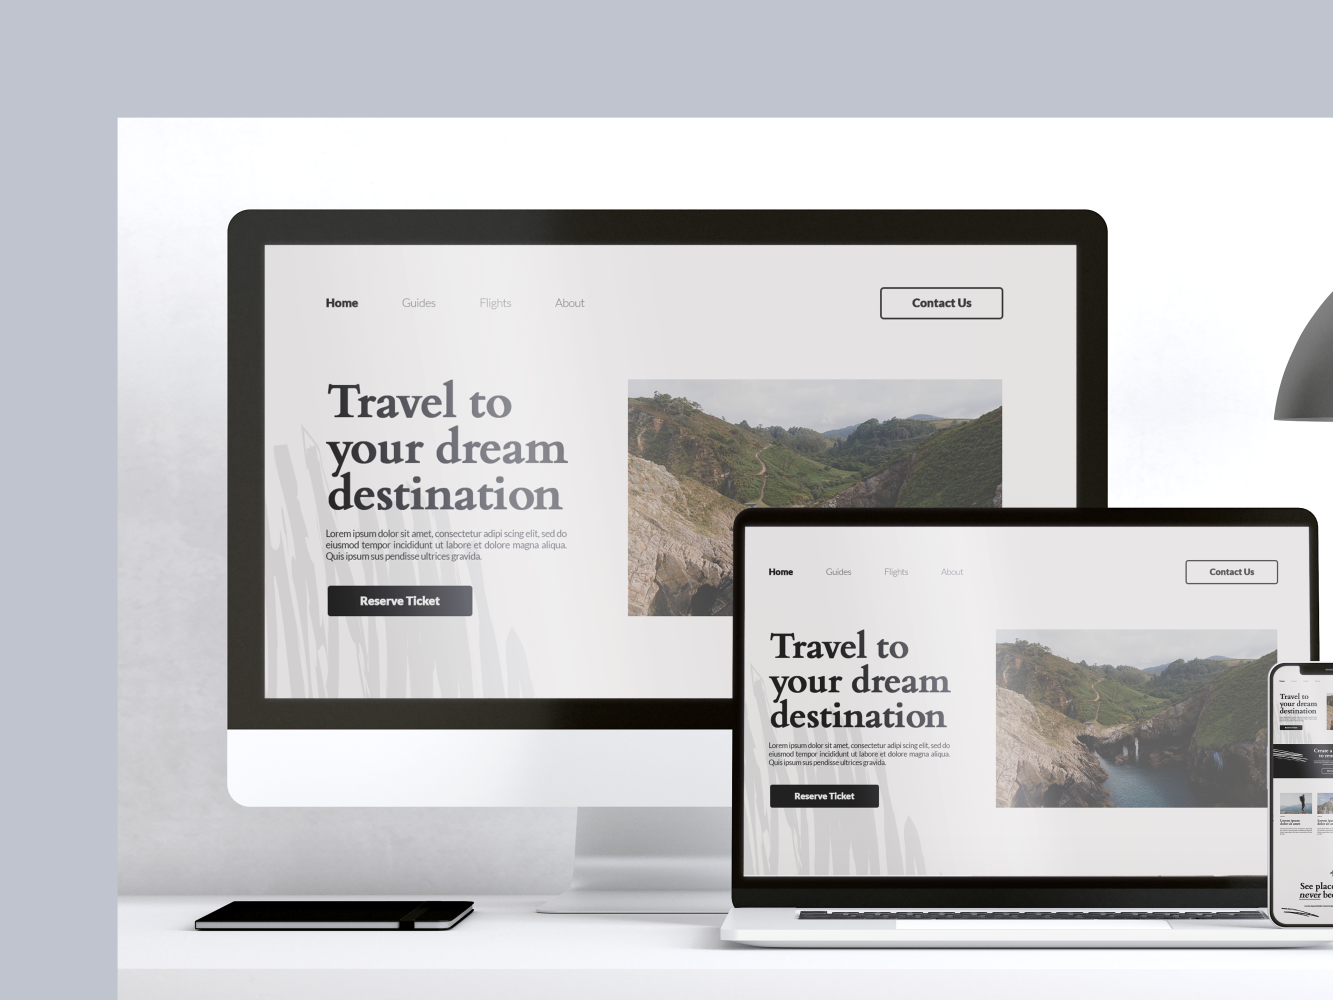 Home
Guides
Flights
About
Contact Us
Travel to
your dream
destination
Lorem ipsum dolor sit amet, consectetur adipi scing elit, sed do
eiusmod tempor incididunt ut labore et dolore magna aliqua.
Quis ipsum sus pendisse ultrices gravida.
Reserve Ticket
Home
Guides
Flights
About
Contact Us
Travel to
your dream
destination
Lorem ipsum dolor sit amet, consectetur adipi scing elit, sed do
eiusmod tempor incididunt ut labore et dolore magna aliqua.
Quis ipsum sus pendisse ultrices gravida.
Reserve Ticket
Travel to
your dream
destination
Create a
See plac
never be